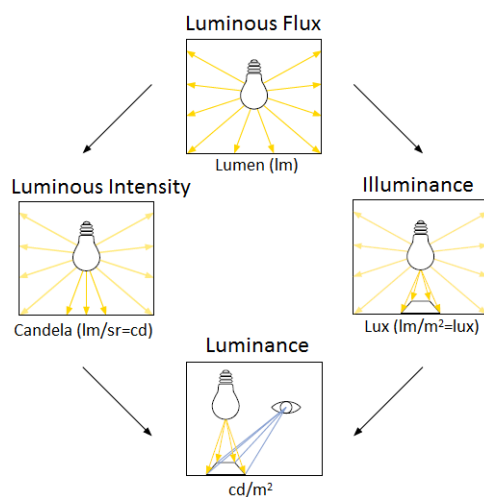 Luminous Flux
Lumen (lm)
Luminous Intensity
Illuminance
Candela (lm/sr=cd)
Lux (lm/m²=lux)
Luminance
cd/m²